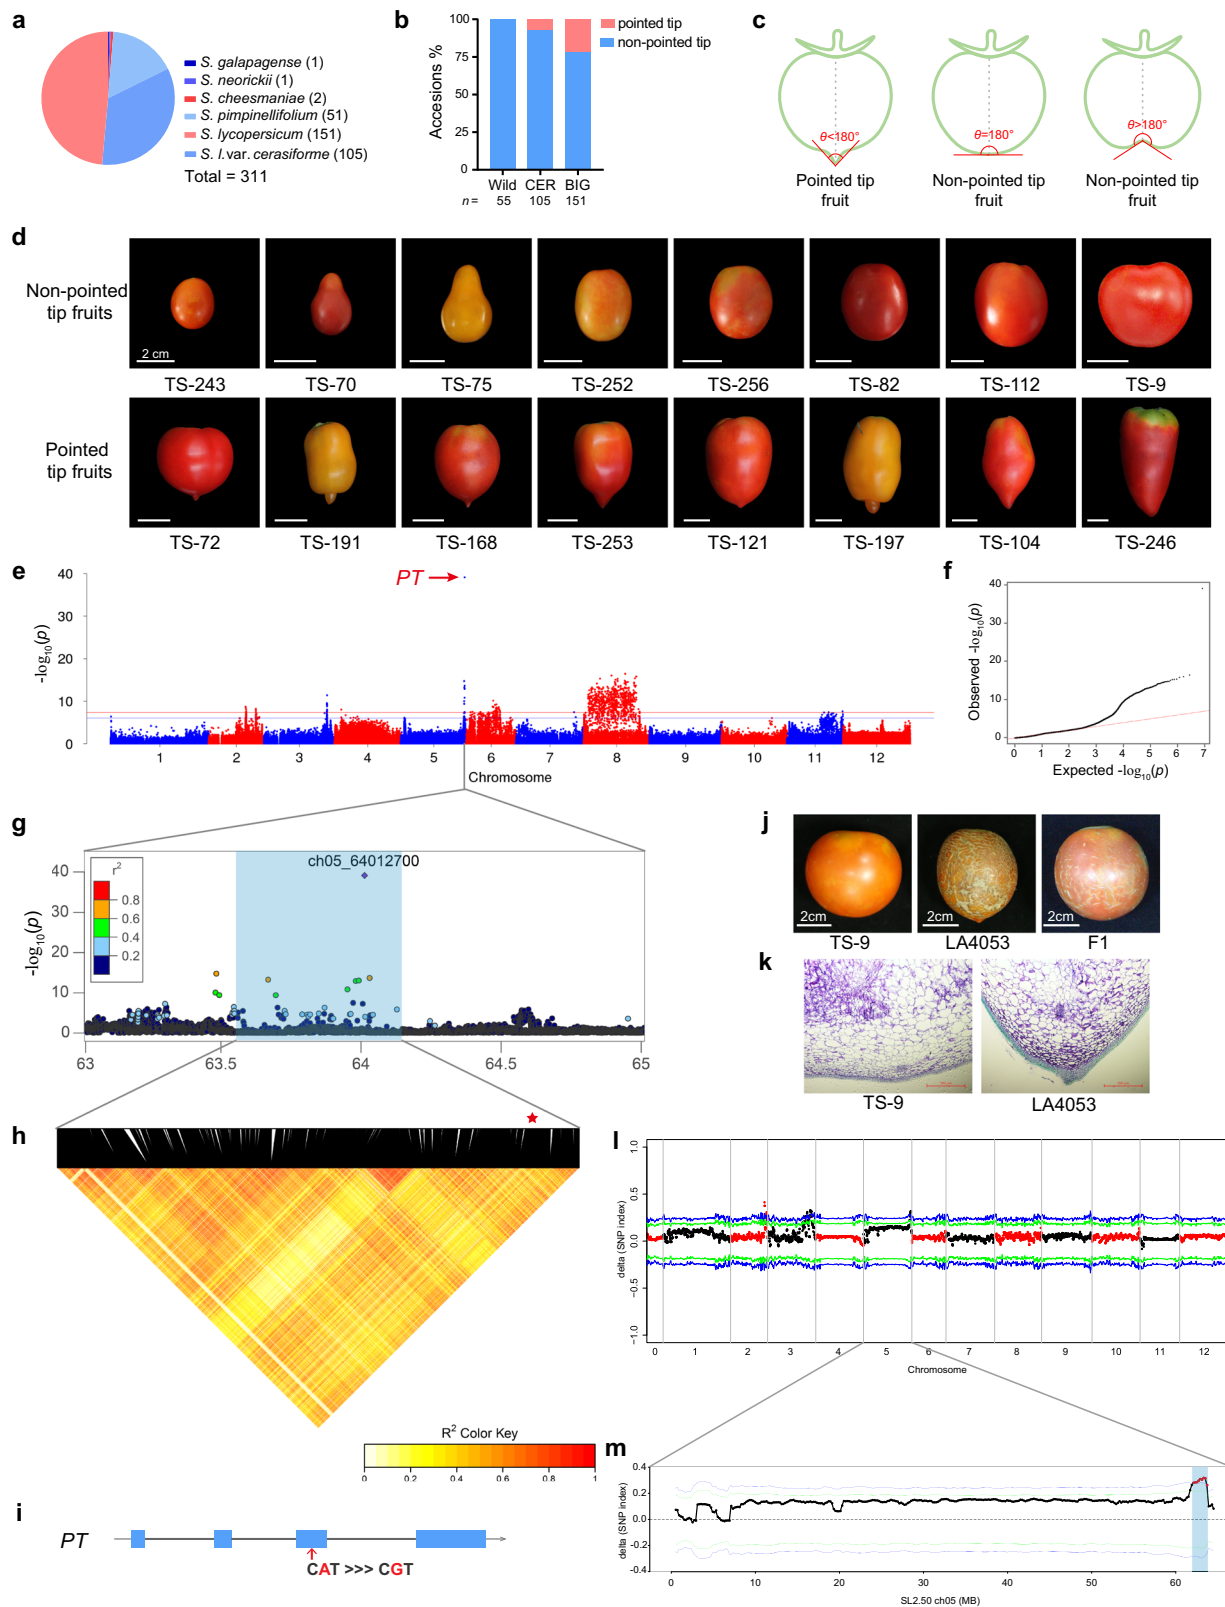 a
S. galapagense (1)
S. neorickii (1)
S. cheesmaniae (2)
S. pimpinellifolium (51)
S. lycopersicum (151)
S. l.var. cerasiforme (105)
Total = 311
b
Accesions %
100
75
50
25
0
Wild CER BIG
n = 55 105 151
pointed tip
non-pointed tip
c
θ<180°
θ=180°
θ>180°
Pointed tip fruit
Non-pointed tip fruit
Non-pointed tip fruit
d
Non-pointed tip fruits
2 cm
TS-243 TS-70 TS-75 TS-252 TS-256 TS-82 TS-112 TS-9
Pointed tip fruits
TS-72 TS-191 TS-168 TS-253 TS-121 TS-197 TS-104 TS-246
e
-log10(p)
40
30
20
10
0
PT
1 2 3 4 5 6 7 8 9 10 11 12
Chromosome
f
Observed -log10(p)
40
30
20
10
0
0 1 2 3 4 5 6 7
Expected -log10(p)
g
ch05_64012700
r2
0.8
0.6
0.4
0.2
-log10(p)
40
30
20
10
0
63 63.5 64 64.5 65
j
2cm 2cm 2cm
TS-9 LA4053 F1
k
TS-9 LA4053
h
R2 Color Key
0 0.2 0.4 0.6 0.8 1
i
PT
CAT >>> CGT
l
delta (SNP index)
1.0
0.5
0.0
-0.5
-1.0
0 1 2 3 4 5 6 7 8 9 10 11 12
Chromosome
m
delta (SNP index)
0.4
0.2
0.0
-0.2
-0.4
0 10 20 30 40 50 60
SL2.50 ch05 (MB)